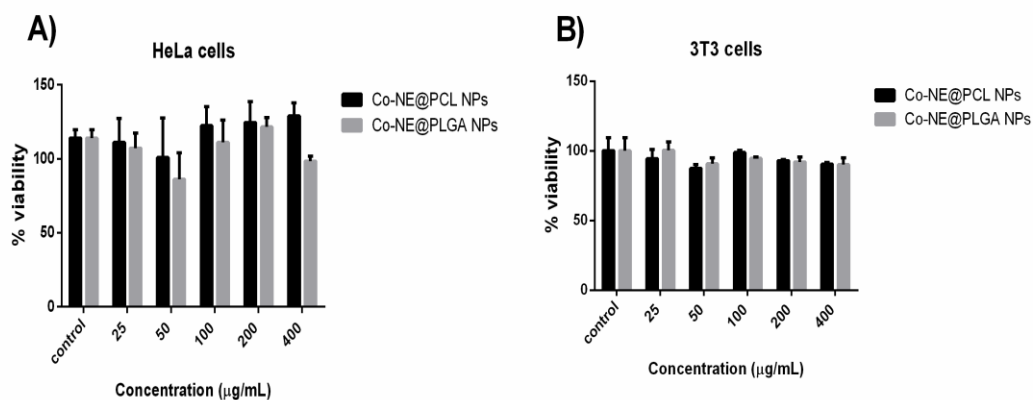 A)
HeLa cells
150
100
50
0
% viability
control
25
50
100
200
400
Concentration (μg/mL)
Co-NE@PCL NPs
Co-NE@PLGA NPs
B)
3T3 cells
150
100
50
0
% viability
control
25
50
100
200
400
Concentration (μg/mL)
Co-NE@PCL NPs
Co-NE@PLGA NPs